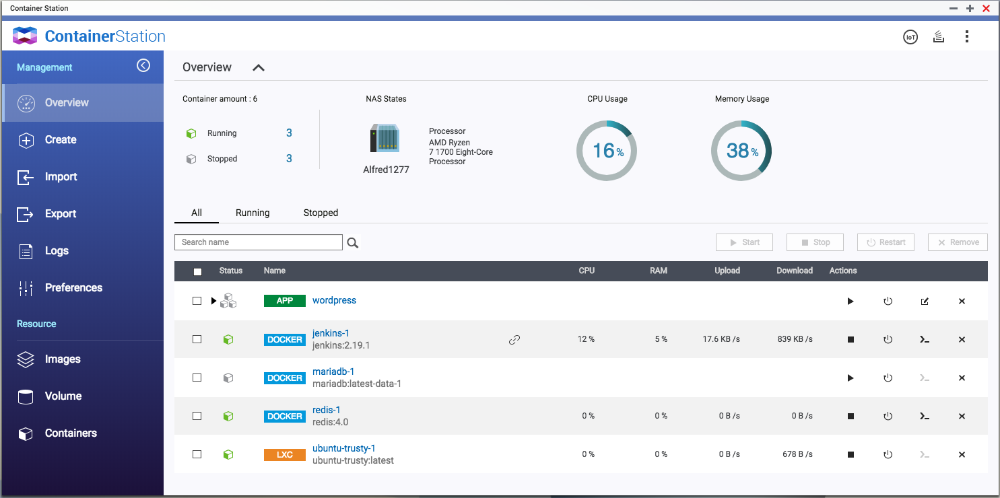 Container Station
ContainerStation
IoT
Management
Overview
Create
Import
Export
Logs
Preferences
Resource
Images
Volume
Containers
Overview
Container amount : 6
Running 3
Stopped 3
NAS States
Alfred1277
Processor
AMD Ryzen
7 1700 Eight-Core
Processor
CPU Usage
16%
Memory Usage
38%
All Running Stopped
Search name
Start Stop Restart Remove
Status Name CPU RAM Upload Download Actions
APP wordpress
DOCKER jenkins-1 12 % 5 % 17.6 KB /s 839 KB /s
jenkins:2.19.1
DOCKER mariadb-1
mariadb:latest-data-1
DOCKER redis-1 0 % 0 % 0 B /s 0 B /s
redis:4.0
LXC ubuntu-trusty-1 0 % 0 % 0 B /s 678 B /s
ubuntu-trusty:latest